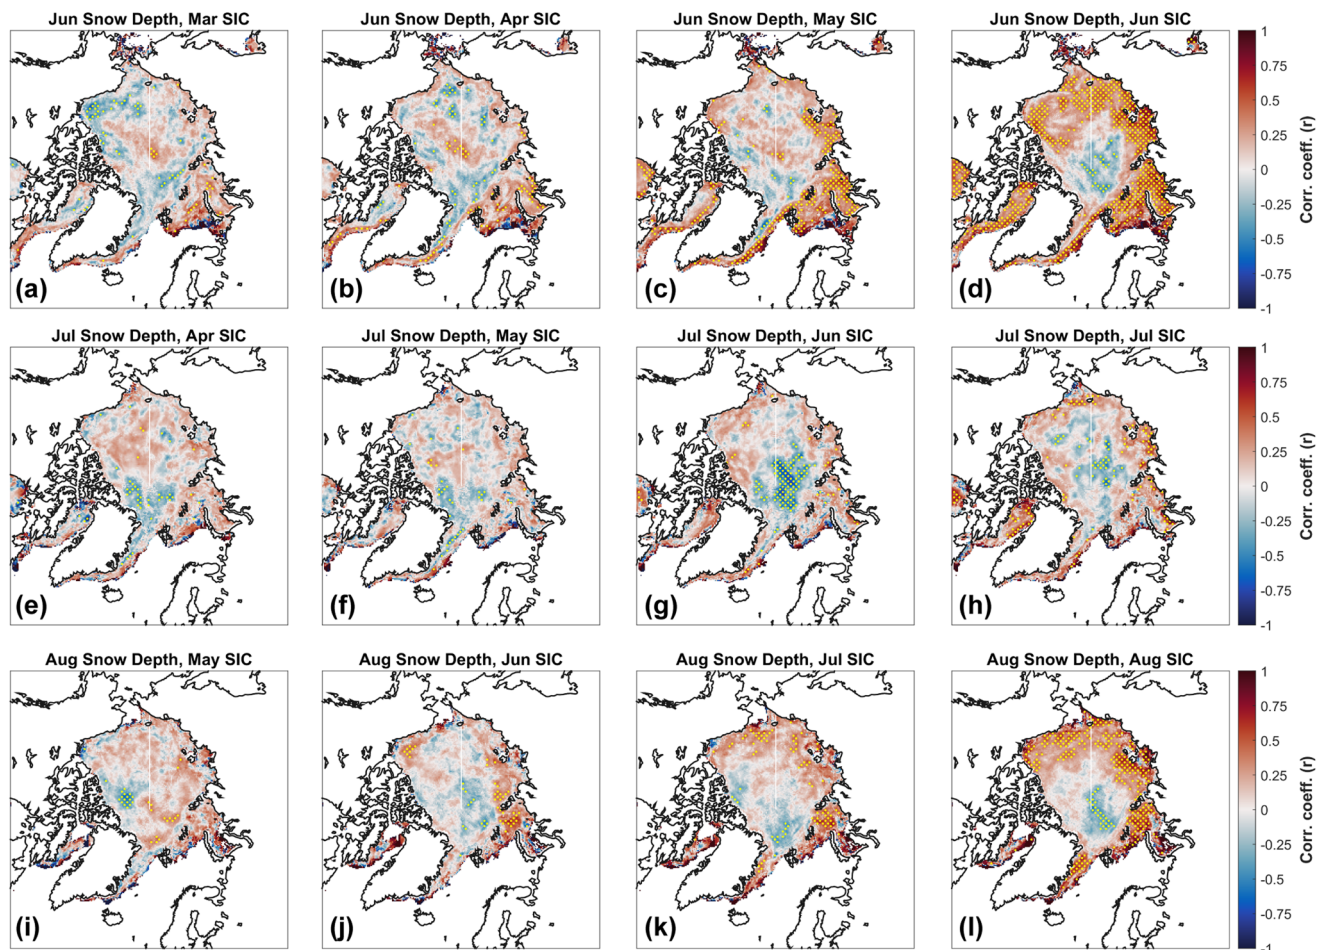 Jun Snow Depth, Mar SIC
Jun Snow Depth, Apr SIC
Jun Snow Depth, May SIC
Jun Snow Depth, Jun SIC
(a)
(b)
(c)
(d)
1
0.75
0.5
0.25
0
-0.25
-0.5
-0.75
-1
Corr. coeff. (r)
Jul Snow Depth, Apr SIC
Jul Snow Depth, May SIC
Jul Snow Depth, Jun SIC
Jul Snow Depth, Jul SIC
(e)
(f)
(g)
(h)
1
0.75
0.5
0.25
0
-0.25
-0.5
-0.75
-1
Corr. coeff. (r)
Aug Snow Depth, May SIC
Aug Snow Depth, Jun SIC
Aug Snow Depth, Jul SIC
Aug Snow Depth, Aug SIC
(i)
(j)
(k)
(l)
1
0.75
0.5
0.25
0
-0.25
-0.5
-0.75
-1
Corr. coeff. (r)